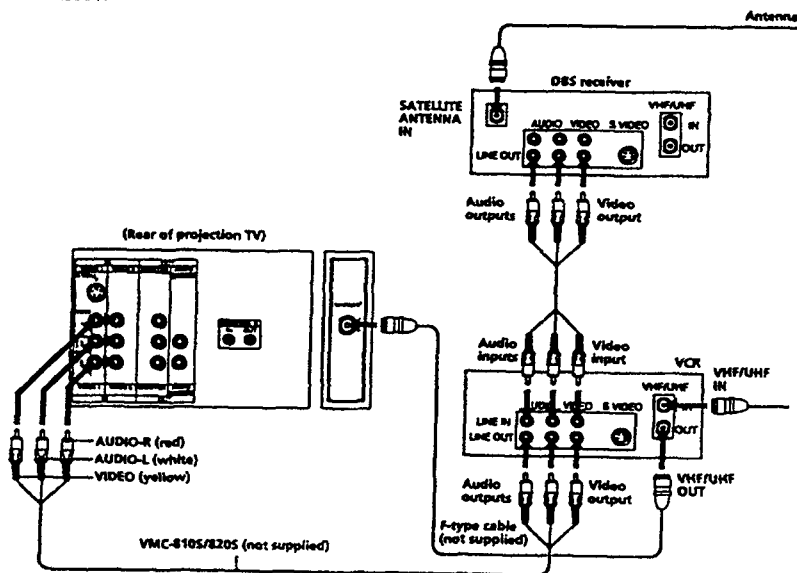 Antenna
DBS receiver
SATELLITE
ANTENNA
IN
VHF/UHF
IN
OUT
AUDIO VIDEO S VIDEO
LINE OUT
Audio
outputs
Video
output
(Rear of projection TV)
Audio
inputs
Video
input
VCR
VHF/UHF
IN
VHF/UHF
AUDIO VIDEO S VIDEO
LINE IN
LINE OUT
OUT
AUDIO-R (red)
AUDIO-L (white)
VIDEO (yellow)
Audio
outputs
Video
output
VHF/UHF
OUT
F-type cable
(not supplied)
VMC-810S/820S (not supplied)